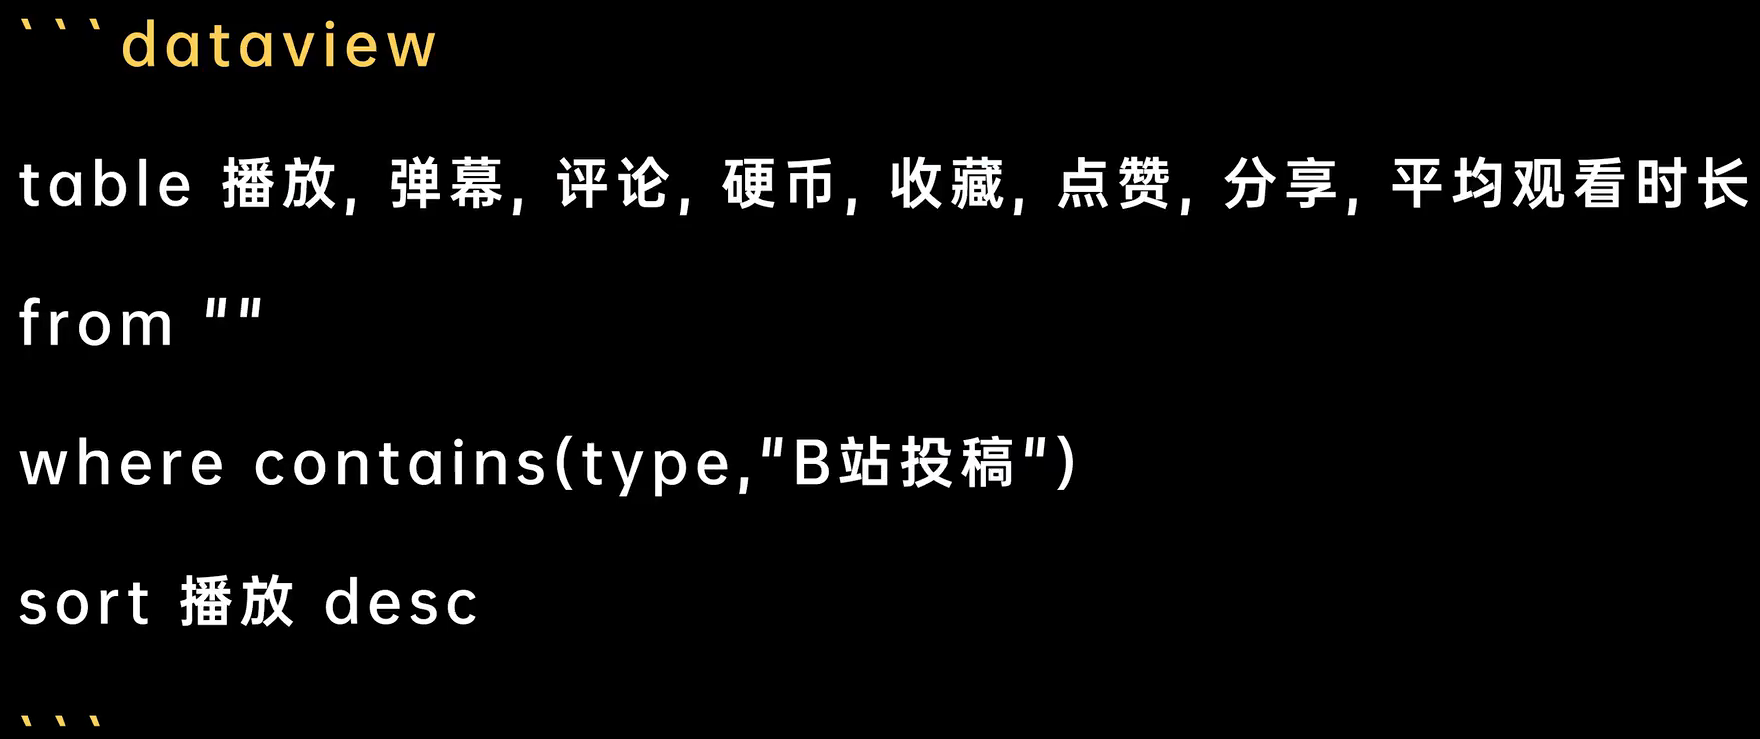 ```dataview
table 播放, 弹幕, 评论, 硬币, 收藏, 点赞, 分享, 平均观看时长
from ""
where contains(type,"B站投稿")
sort 播放 desc
```